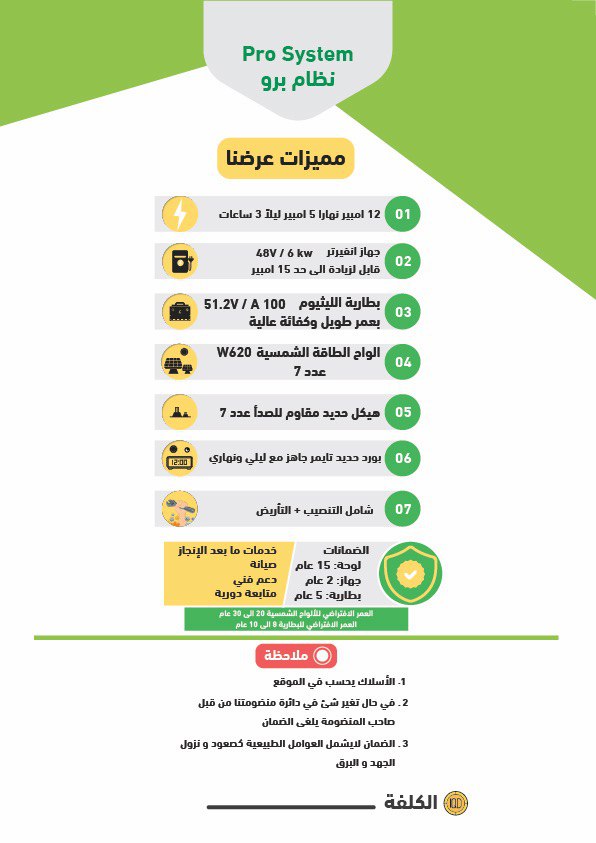 Pro System
نظام برو
مميزات عرضنا
01
12 امبير نهارا 5 امبير ليلاً 3 ساعات
02
جهاز انفيرتر 48V / 6 kw
قابل لزيادة الى حد 15 امبير
03
بطارية الليثيوم 51.2V / A 100
بعمر طويل وكفائة عالية
04
الواح الطاقة الشمسية W620
عدد 7
05
هيكل حديد مقاوم للصدأ عدد 7
06
بورد حديد تايمر جاهز مع ليلي ونهاري
12:00
07
شامل التنصيب + التأريض
الضمانات
لوحة: 15 عام
جهاز: 2 عام
بطارية: 5 عام
خدمات ما بعد الإنجاز
صيانة
دعم فني
متابعة دورية
العمر الافتراضي للألواح الشمسية 20 الى 30 عام
العمر الافتراضي للبطارية 8 الى 10 عام
ملاحظة
1. الأسلاك يحسب في الموقع
2. في حال تغير شئ في دائرة منضومتنا من قبل
صاحب المنضومة يلغى الضمان
3. الضمان لايشمل العوامل الطبيعية كصعود و نزول
الجهد و البرق
IQD
الكلفة